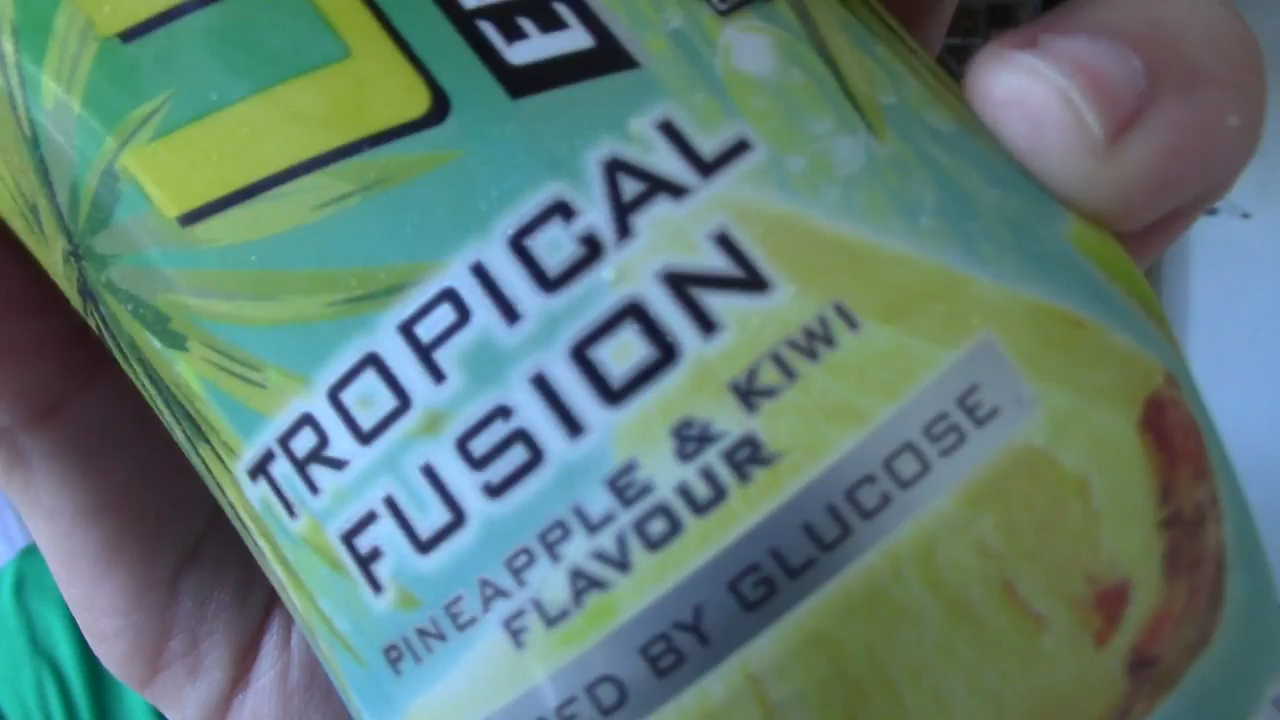 TROPICAL
FUSION
PINEAPPLE & KIWI
FLAVOUR
BY GLUCOSE